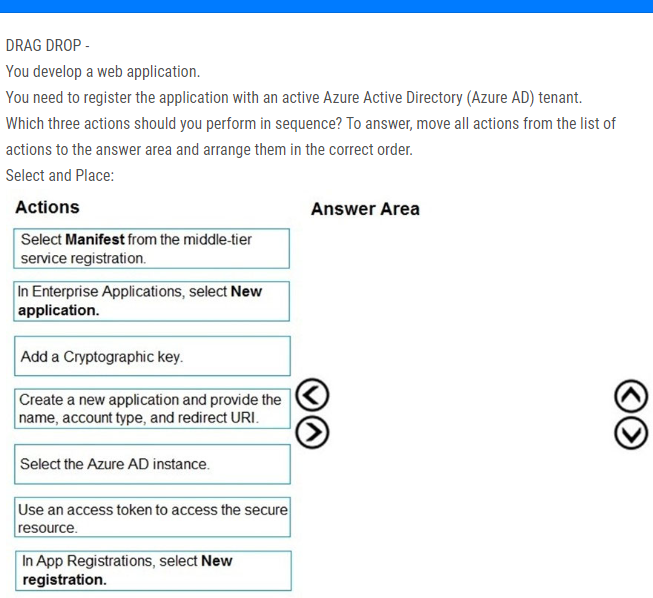 DRAG DROP -
You develop a web application.
You need to register the application with an active Azure Active Directory (Azure AD) tenant.
Which three actions should you perform in sequence? To answer, move all actions from the list of
actions to the answer area and arrange them in the correct order.
Select and Place:
Actions
Answer Area
Select Manifest from the middle-tier
service registration.
In Enterprise Applications, select New
application.
Add a Cryptographic key.
Create a new application and provide the
name, account type, and redirect URI.
Select the Azure AD instance.
Use an access token to access the secure
resource.
In App Registrations, select New
registration.